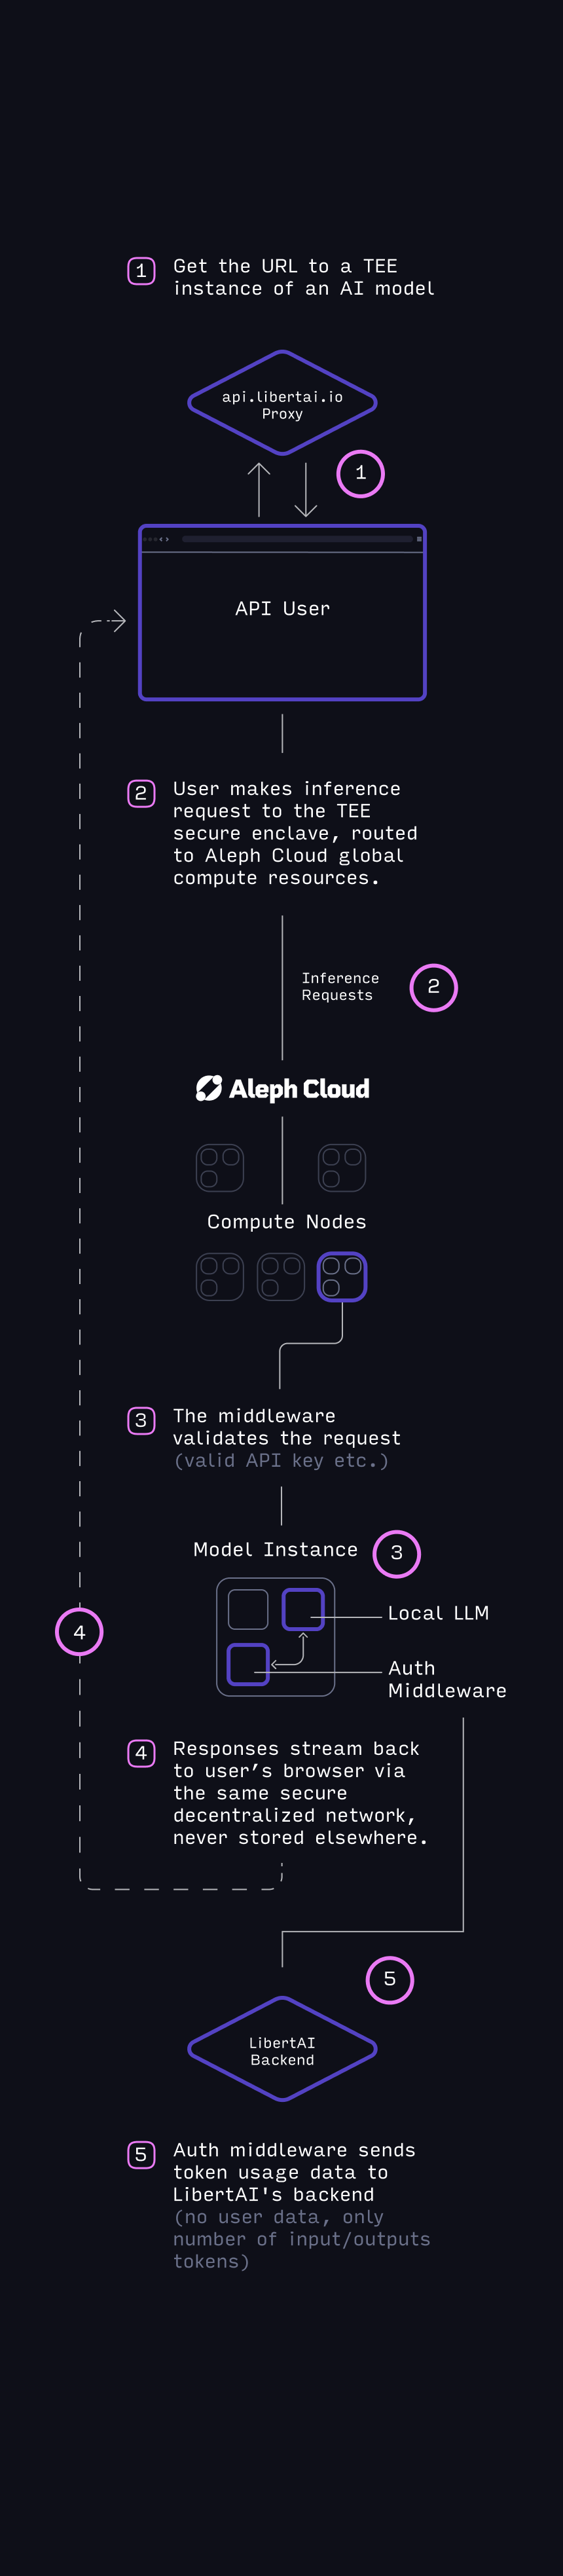 1
Get the URL to a TEE
instance of an AI model
api.libertai.io
Proxy
1
API User
2
User makes inference
request to the TEE
secure enclave, routed
to Aleph Cloud global
compute resources.
Inference
Requests
2
Aleph Cloud
Compute Nodes
3
The middleware
validates the request
(valid API key etc.)
Model Instance
3
Local LLM
4
Auth
Middleware
4
Responses stream back
to user’s browser via
the same secure
decentralized network,
never stored elsewhere.
5
LibertAI
Backend
5
Auth middleware sends
token usage data to
LibertAI's backend
(no user data, only
number of input/outputs
tokens)